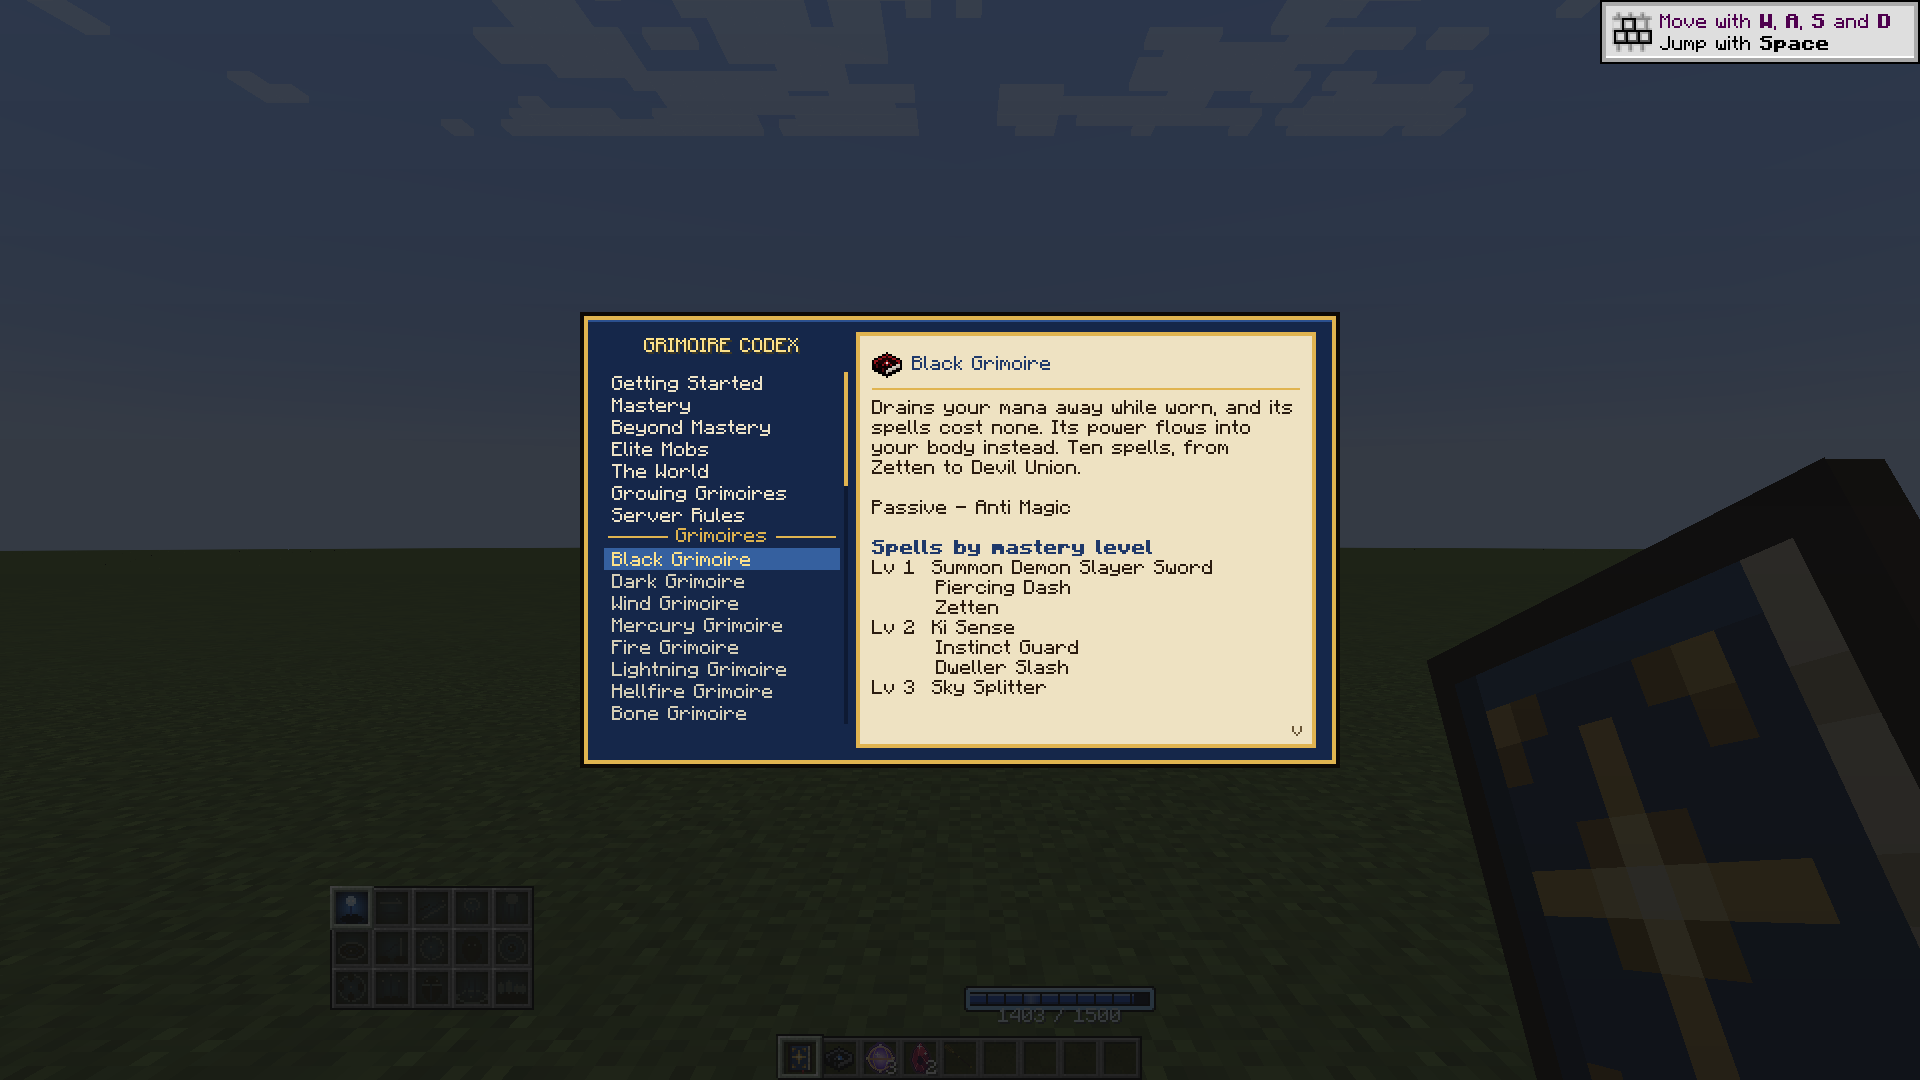 Move with W, A, S and D
Jump with Space
GRIMOIRE CODEX
Getting Started
Mastery
Beyond Mastery
Elite Mobs
The World
Growing Grimoires
Server Rules
Grimoires
Black Grimoire
Dark Grimoire
Wind Grimoire
Mercury Grimoire
Fire Grimoire
Lightning Grimoire
Hellfire Grimoire
Bone Grimoire
Black Grimoire
Drains your mana away while worn, and its
spells cost none. Its power flows into
your body instead. Ten spells, from
Zetten to Devil Union.
Passive - Anti Magic
Spells by mastery level
Lv 1 Summon Demon Slayer Sword
Piercing Dash
Zetten
Lv 2 Ki Sense
Instinct Guard
Dweller Slash
Lv 3 Sky Splitter
v
1403 / 1500
3
2